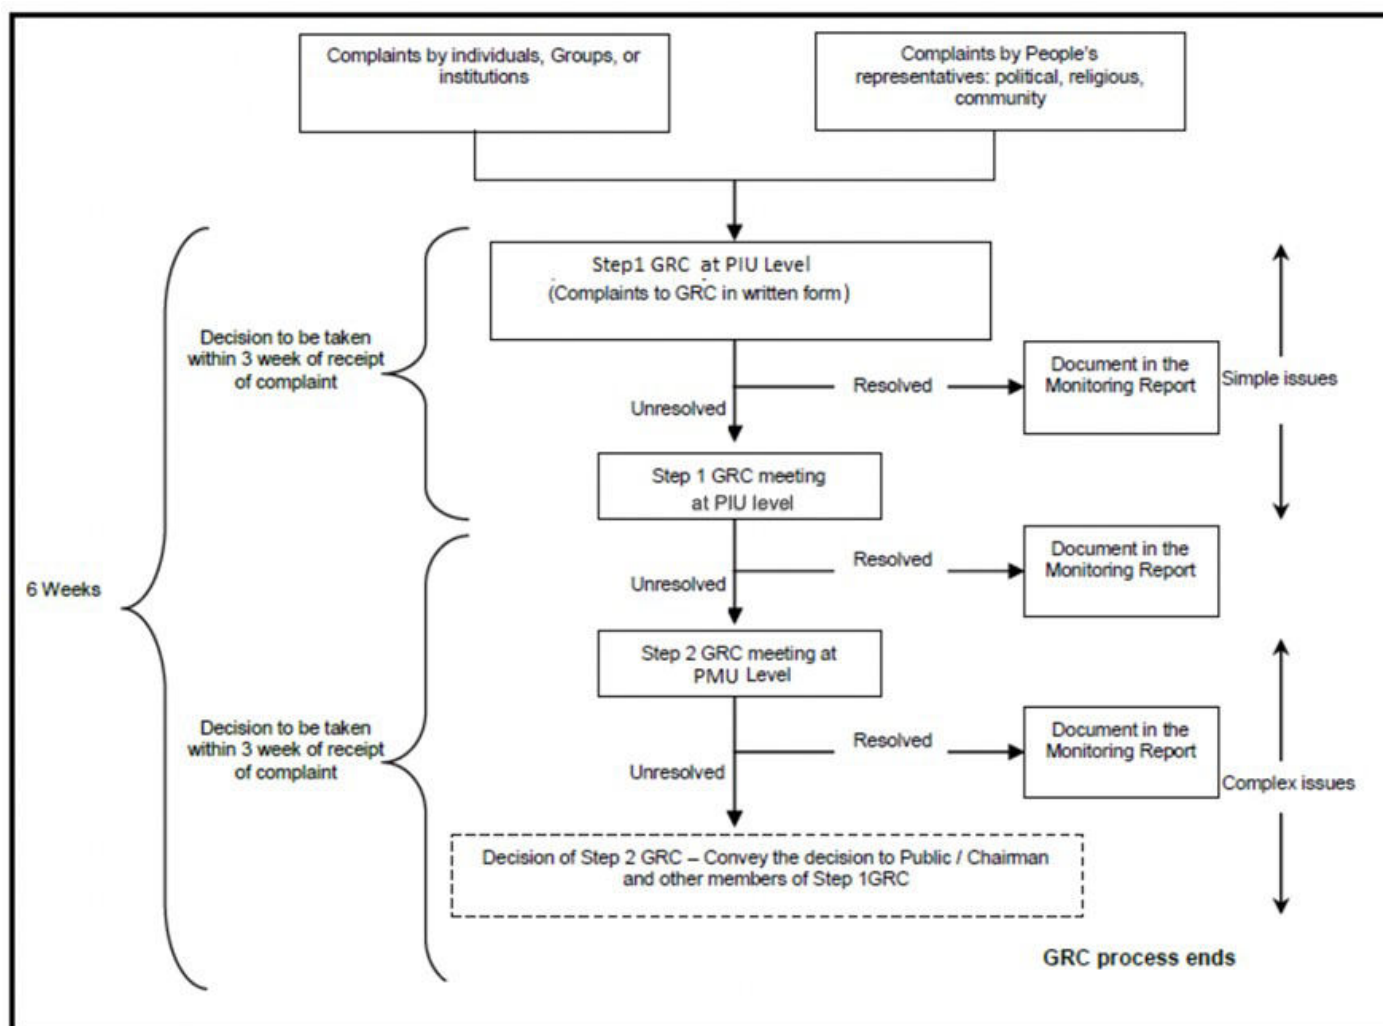 Complaints by individuals, Groups, or
institutions
Complaints by People's
representatives: political, religious,
community
Step1 GRC at PIU Level
(Complaints to GRC in written form)
Decision to be taken
within 3 week of receipt
of complaint
Resolved
Document in the
Monitoring Report
Simple issues
Unresolved
Step 1 GRC meeting
at PIU level
6 Weeks
Resolved
Document in the
Monitoring Report
Unresolved
Step 2 GRC meeting at
PMU Level
Decision to be taken
within 3 week of receipt
of complaint
Resolved
Document in the
Monitoring Report
Unresolved
Complex issues
Decision of Step 2 GRC – Convey the decision to Public / Chairman
and other members of Step 1GRC
GRC process ends